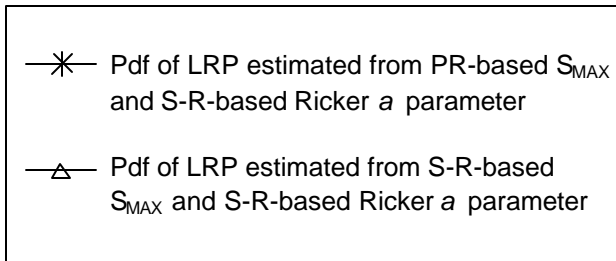 Pdf of LRP estimated from PR-based SMAX
and S-R-based Ricker a parameter
Pdf of LRP estimated from S-R-based
SMAX and S-R-based Ricker a parameter